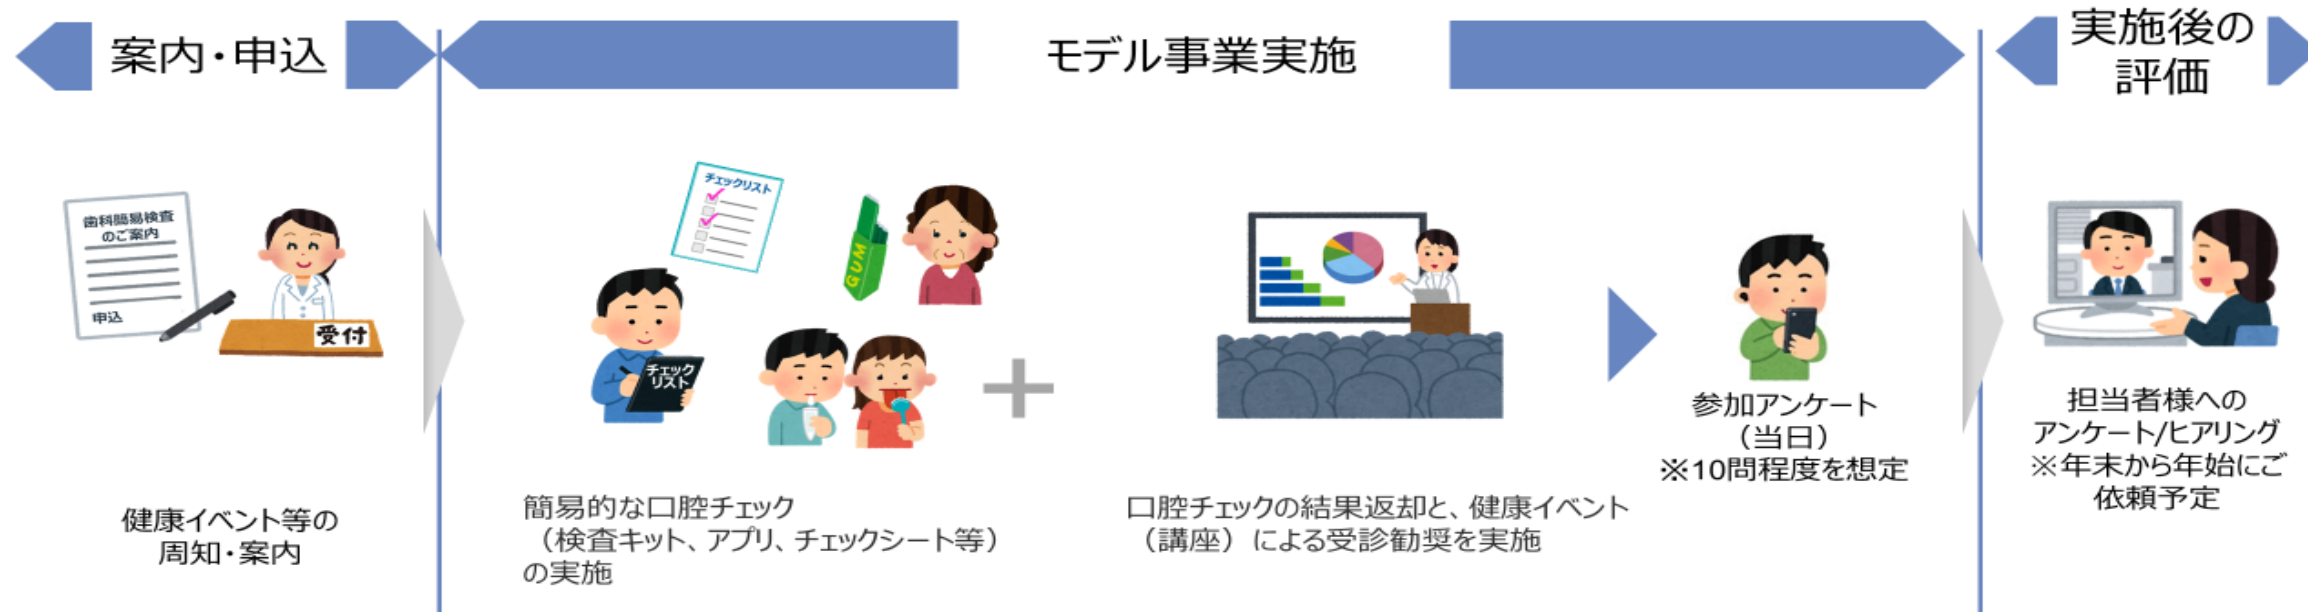 案内・申込
モデル事業実施
実施後の
評価
歯科簡易検査
のご案内
申込
受付
チェックリスト
GUM
チェック
リスト
健康イベント等の
周知・案内
簡易的な口腔チェック
（検査キット、アプリ、チェックシート等）
の実施
口腔チェックの結果返却と、健康イベント
（講座）による受診勧奨を実施
参加アンケート
（当日）
※10問程度を想定
担当者様への
アンケート/ヒアリング
※年末から年始にご
依頼予定